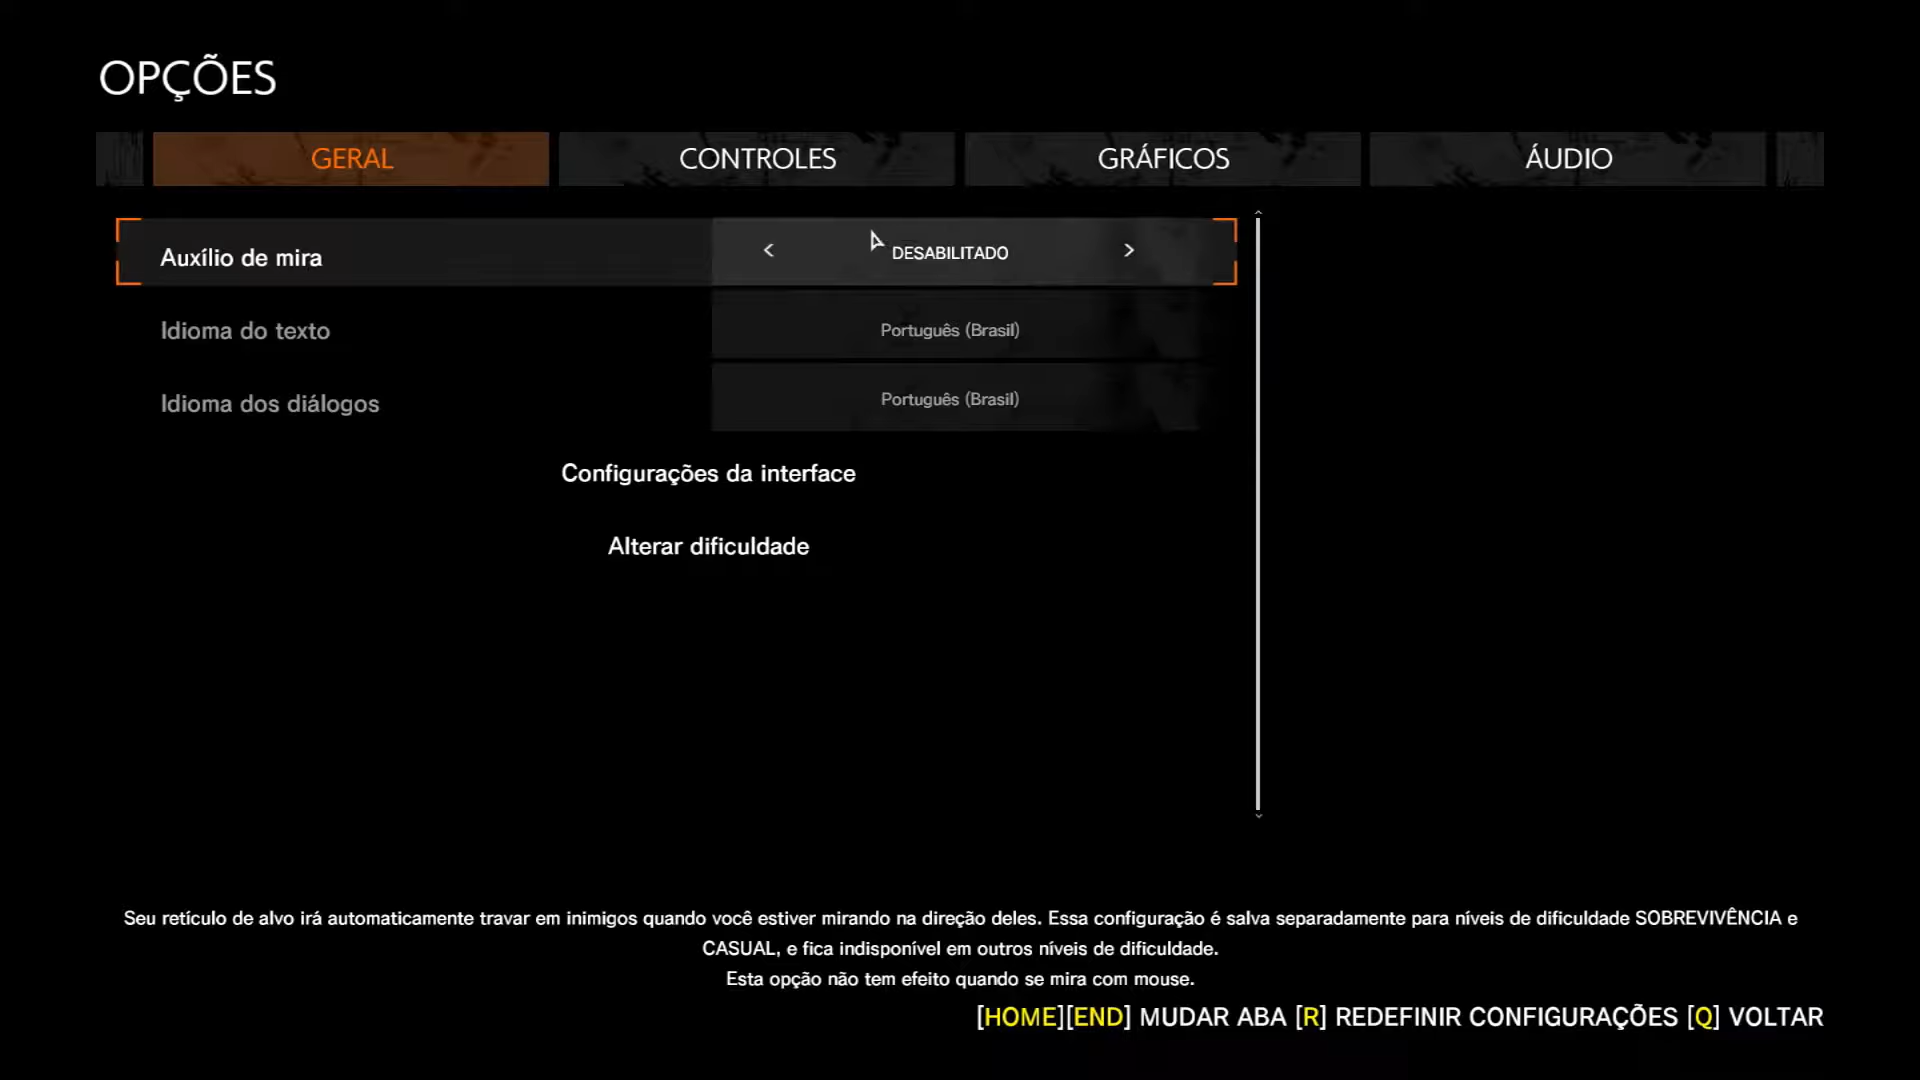 OPÇÕES
GERAL CONTROLES GRÁFICOS ÁUDIO
Auxílio de mira < DESABILITADO >
Idioma do texto Português (Brasil)
Idioma dos diálogos Português (Brasil)
Configurações da interface
Alterar dificuldade
Seu retículo de alvo irá automaticamente travar em inimigos quando você estiver mirando na direção deles. Essa configuração é salva separadamente para níveis de dificuldade SOBREVIVÊNCIA e
CASUAL, e fica indisponível em outros níveis de dificuldade.
Esta opção não tem efeito quando se mira com mouse.
[HOME][END] MUDAR ABA [R] REDEFINIR CONFIGURAÇÕES [Q] VOLTAR